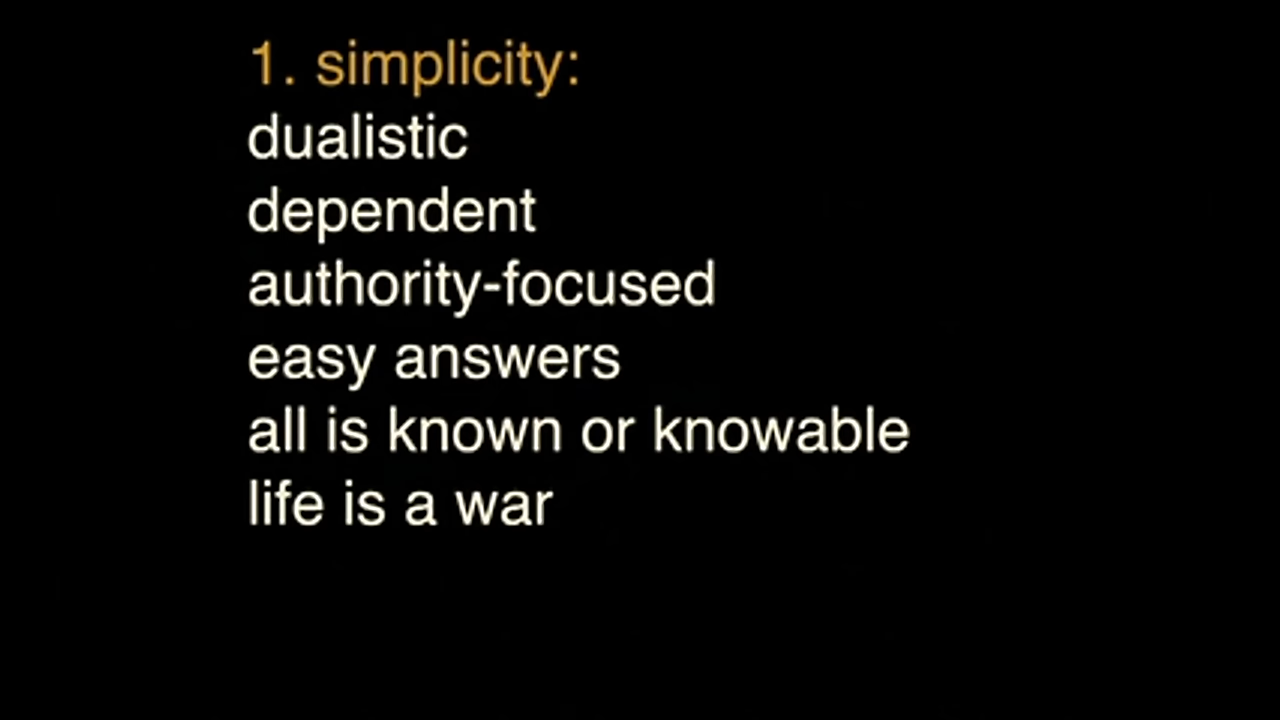 1. simplicity:
dualistic
dependent
authority-focused
easy answers
all is known or knowable
life is a war